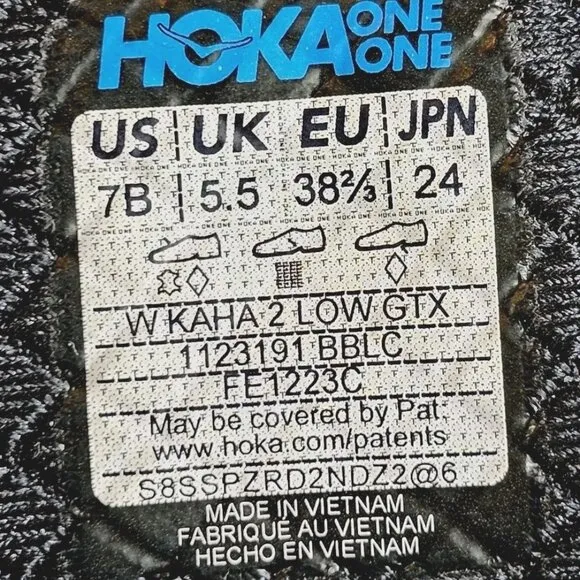 HOKA ONE ONE
US UK EU JPN
7B 5.5 38⅔ 24
W KAHA 2 LOW GTX
1123191 BBLC
FE1223C
May be covered by Pat.
www.hoka.com/patents
S8SSPZRD2NDZ2@6
MADE IN VIETNAM
FABRIQUÉ AU VIETNAM
HECHO EN VIETNAM